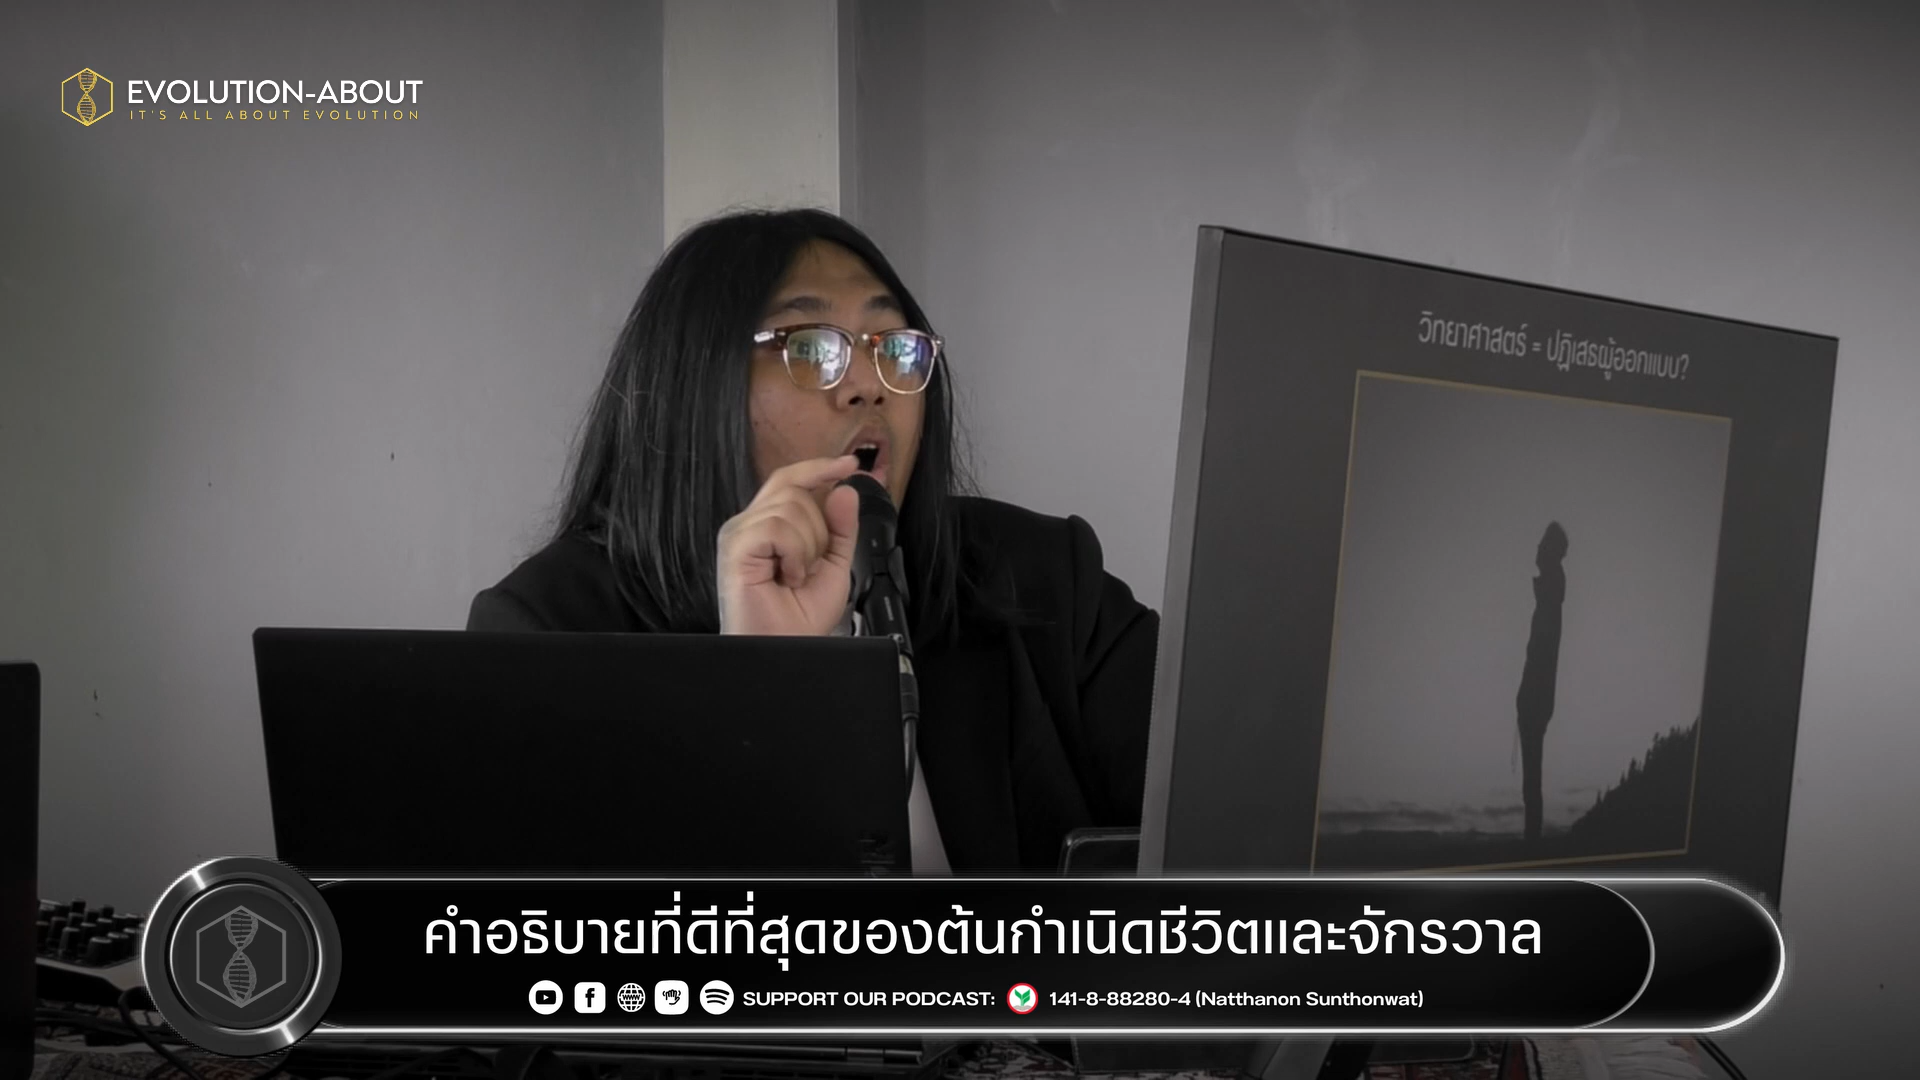 EVOLUTION-ABOUT
IT'S ALL ABOUT EVOLUTION
วิทยาศาสตร์ = ปฏิเสธผู้ออกแบบ?
คำอธิบายที่ดีที่สุดของต้นกำเนิดชีวิตและจักรวาล
SUPPORT OUR PODCAST: 141-8-88280-4 (Natthanon Sunthonwat)